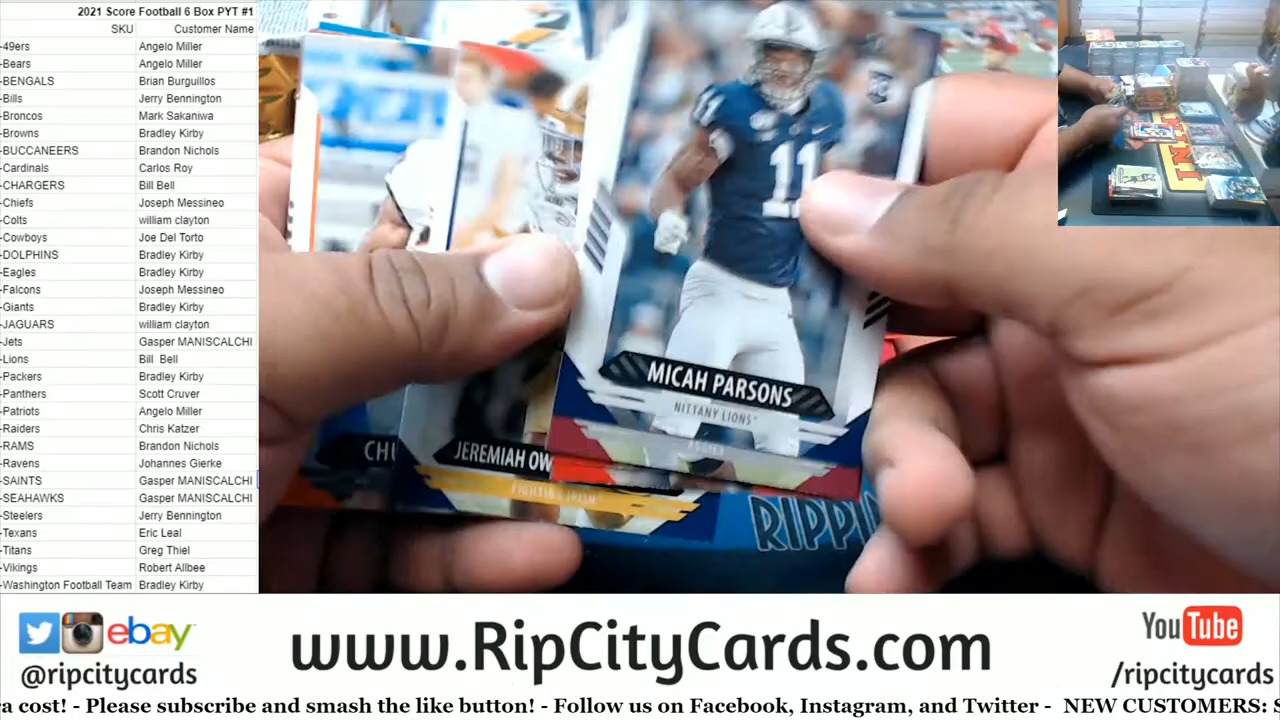 2021 Score Football 6 Box PYT #1
SKU Customer Name
-49ers Angelo Miller
-Bears Angelo Miller
-BENGALS Brian Burguillos
-Bills Jerry Bennington
-Broncos Mark Sakaniwa
-Browns Bradley Kirby
-BUCCANEERS Brandon Nichols
-Cardinals Carlos Roy
-CHARGERS Bill Bell
-Chiefs Joseph Messineo
-Colts william clayton
-Cowboys Joe Del Torto
-DOLPHINS Bradley Kirby
-Eagles Bradley Kirby
-Falcons Joseph Messineo
-Giants Bradley Kirby
-JAGUARS william clayton
-Jets Gasper MANISCALCHI
-Lions Bill Bell
-Packers Bradley Kirby
-Panthers Scott Cruver
-Patriots Angelo Miller
-Raiders Chris Katzer
-RAMS Brandon Nichols
-Ravens Johannes Gierke
-SAINTS Gasper MANISCALCHI
-SEAHAWKS Gasper MANISCALCHI
-Steelers Jerry Bennington
-Texans Eric Leal
-Titans Greg Thiel
-Vikings Robert Allbee
-Washington Football Team Bradley Kirby
11
MICAH PARSONS
NITTANY LIONS
CHU
JEREMIAH OW
FIGHTING IRISH
RIPPI
ebay
@ripcitycards
www.RipCityCards.com
YouTube
/ripcitycards
a cost! - Please subscribe and smash the like button! - Follow us on Facebook, Instagram, and Twitter - NEW CUSTOMERS: S